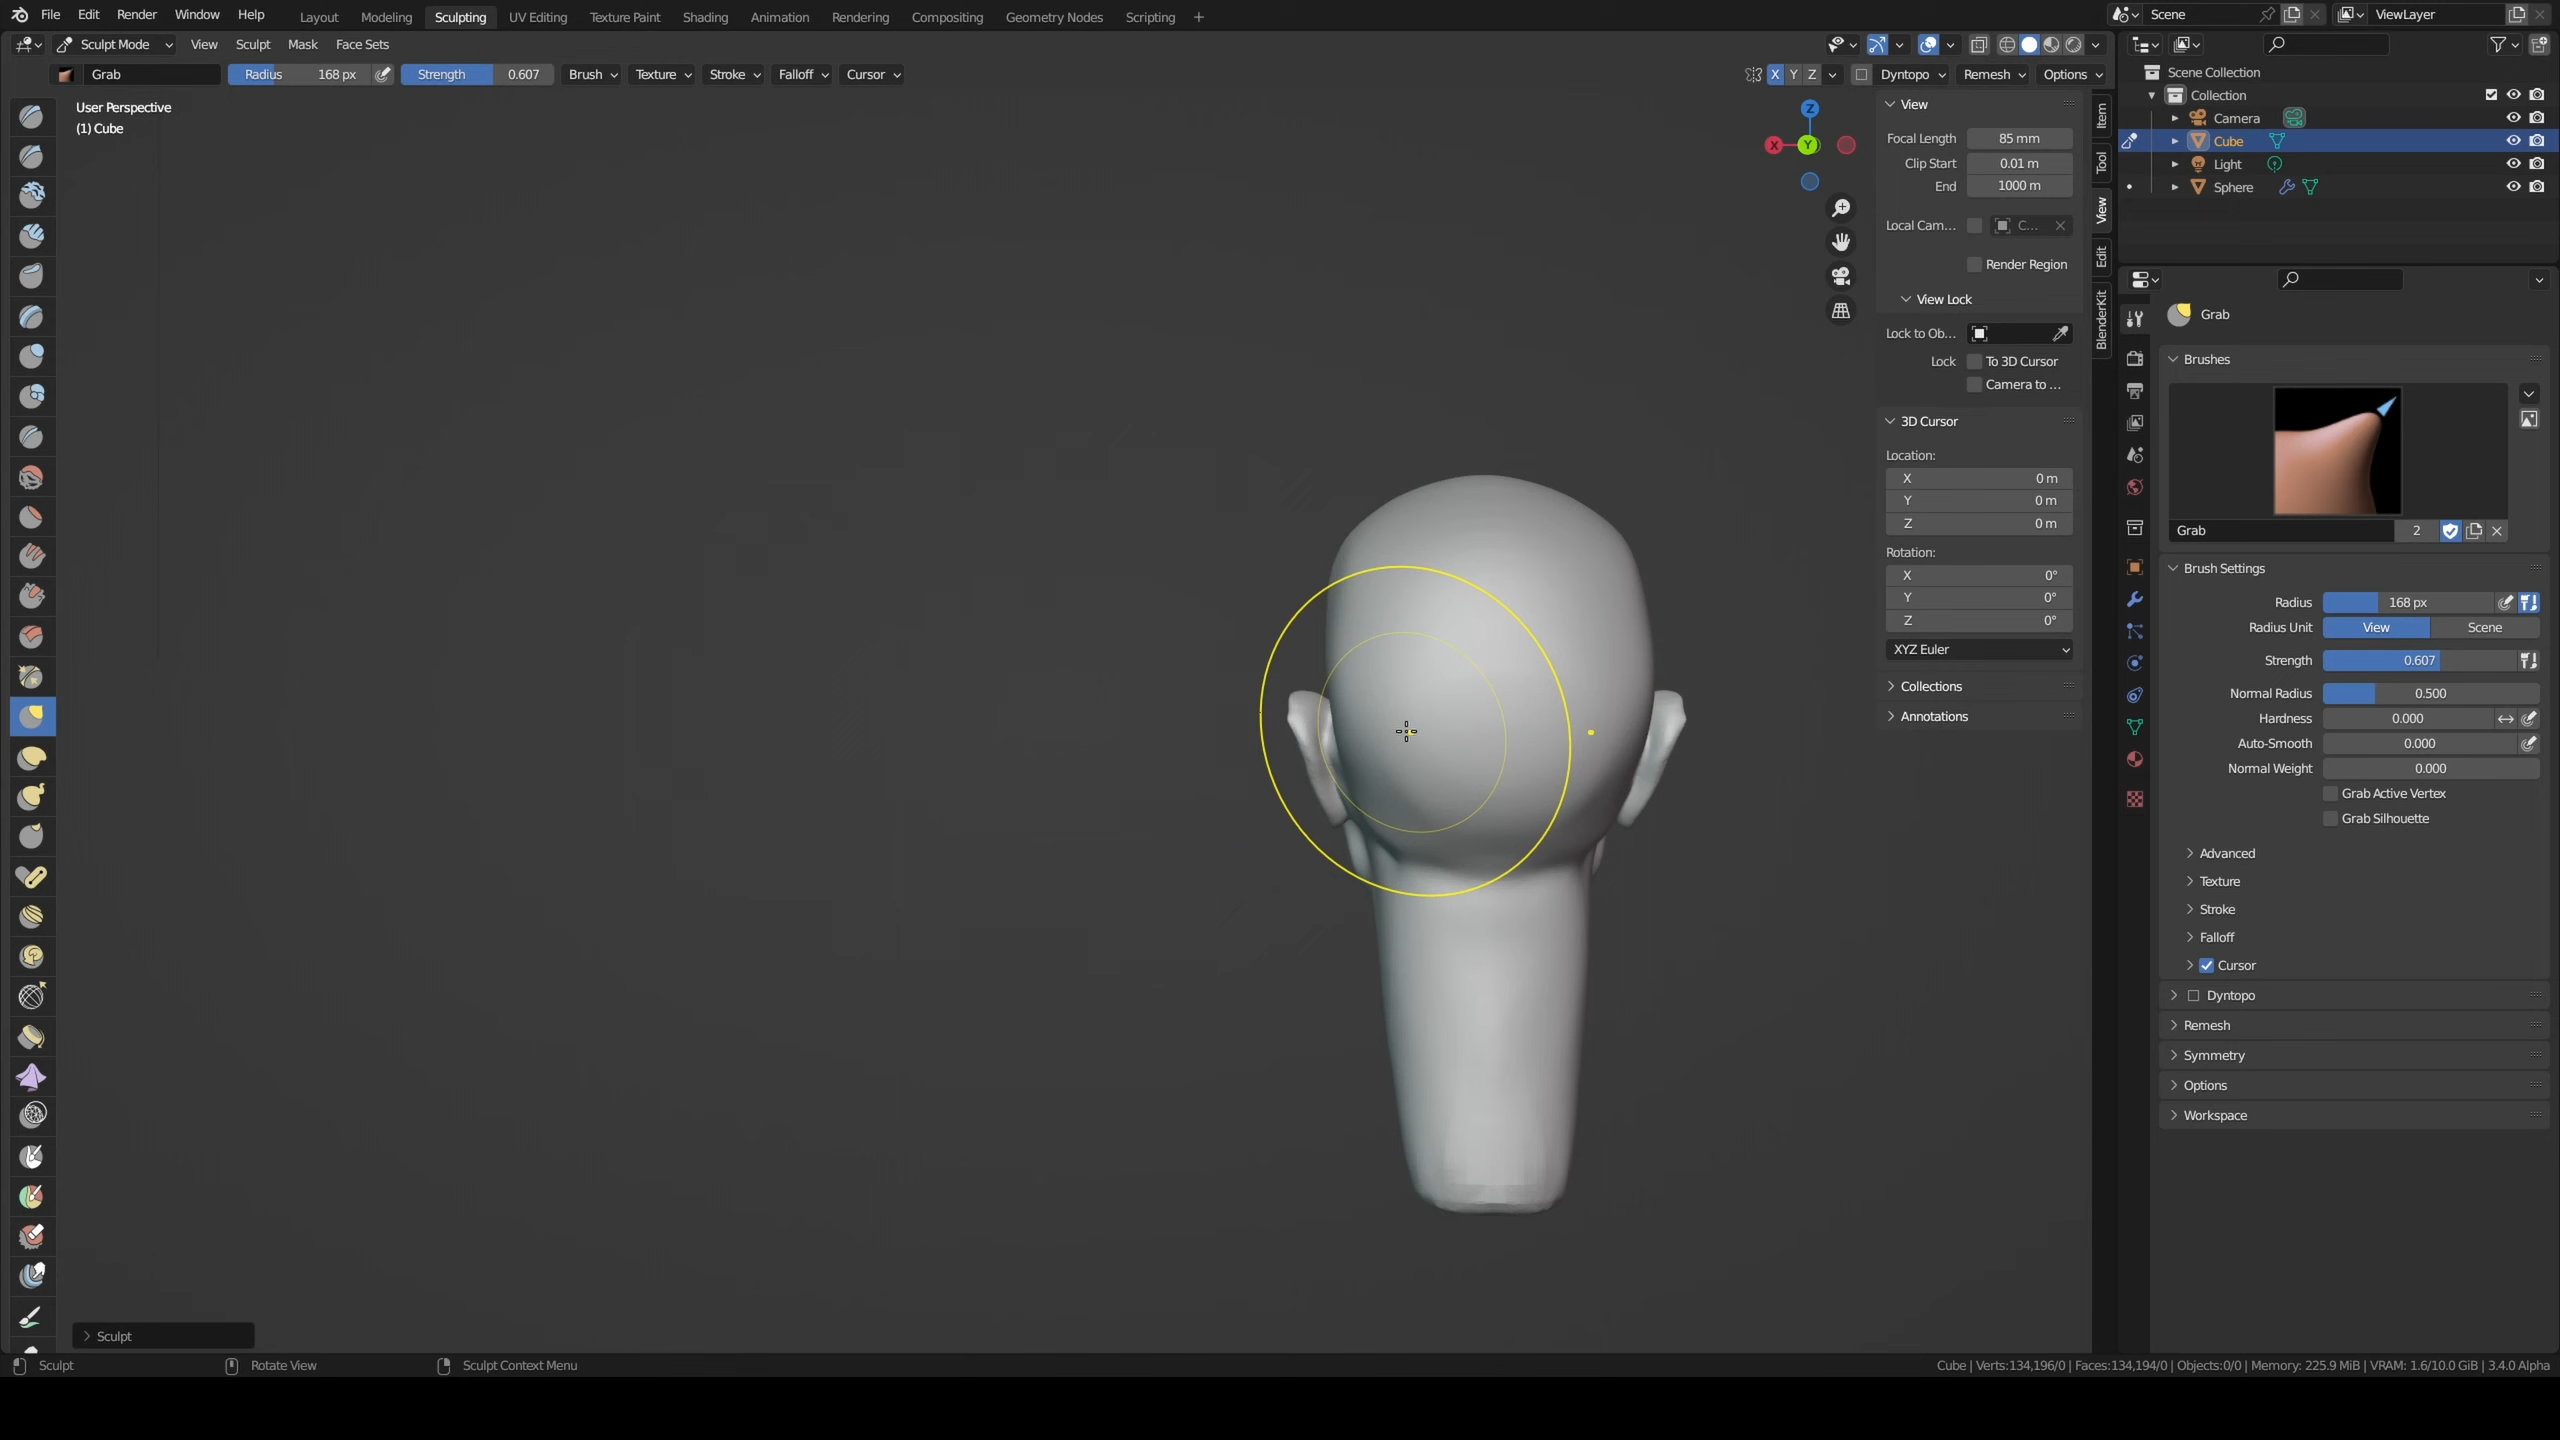 File Edit Render Window Help Layout Modeling Sculpting UV Editing Texture Paint Shading Animation Rendering Compositing Geometry Nodes Scripting + Scene ViewLayer
Sculpt Mode View Sculpt Mask Face Sets
Grab Radius 168 px Strength 0.607 Brush Texture Stroke Falloff Cursor X Y Z Dyntopo Remesh Options
User Perspective
(1) Cube
Z
X
Y
View
Focal Length 85 mm
Clip Start 0.01 m
End 1000 m
Local Cam... C...
Render Region
View Lock
Lock to Ob...
Lock To 3D Cursor
Camera to ...
3D Cursor
Location:
X 0 m
Y 0 m
Z 0 m
Rotation:
X 0°
Y 0°
Z 0°
XYZ Euler
Collections
Annotations
Item
Tool
View
Edit
BlenderKit
Scene Collection
Collection
Camera
Cube
Light
Sphere
Grab
Brushes
Grab 2
Brush Settings
Radius 168 px
Radius Unit View Scene
Strength 0.607
Normal Radius 0.500
Hardness 0.000
Auto-Smooth 0.000
Normal Weight 0.000
Grab Active Vertex
Grab Silhouette
Advanced
Texture
Stroke
Falloff
Cursor
Dyntopo
Remesh
Symmetry
Options
Workspace
Sculpt
Sculpt Rotate View Sculpt Context Menu Cube | Verts:134,196/0 | Faces:134,194/0 | Objects:0/0 | Memory: 225.9 MiB | VRAM: 1.6/10.0 GiB | 3.4.0 Alpha